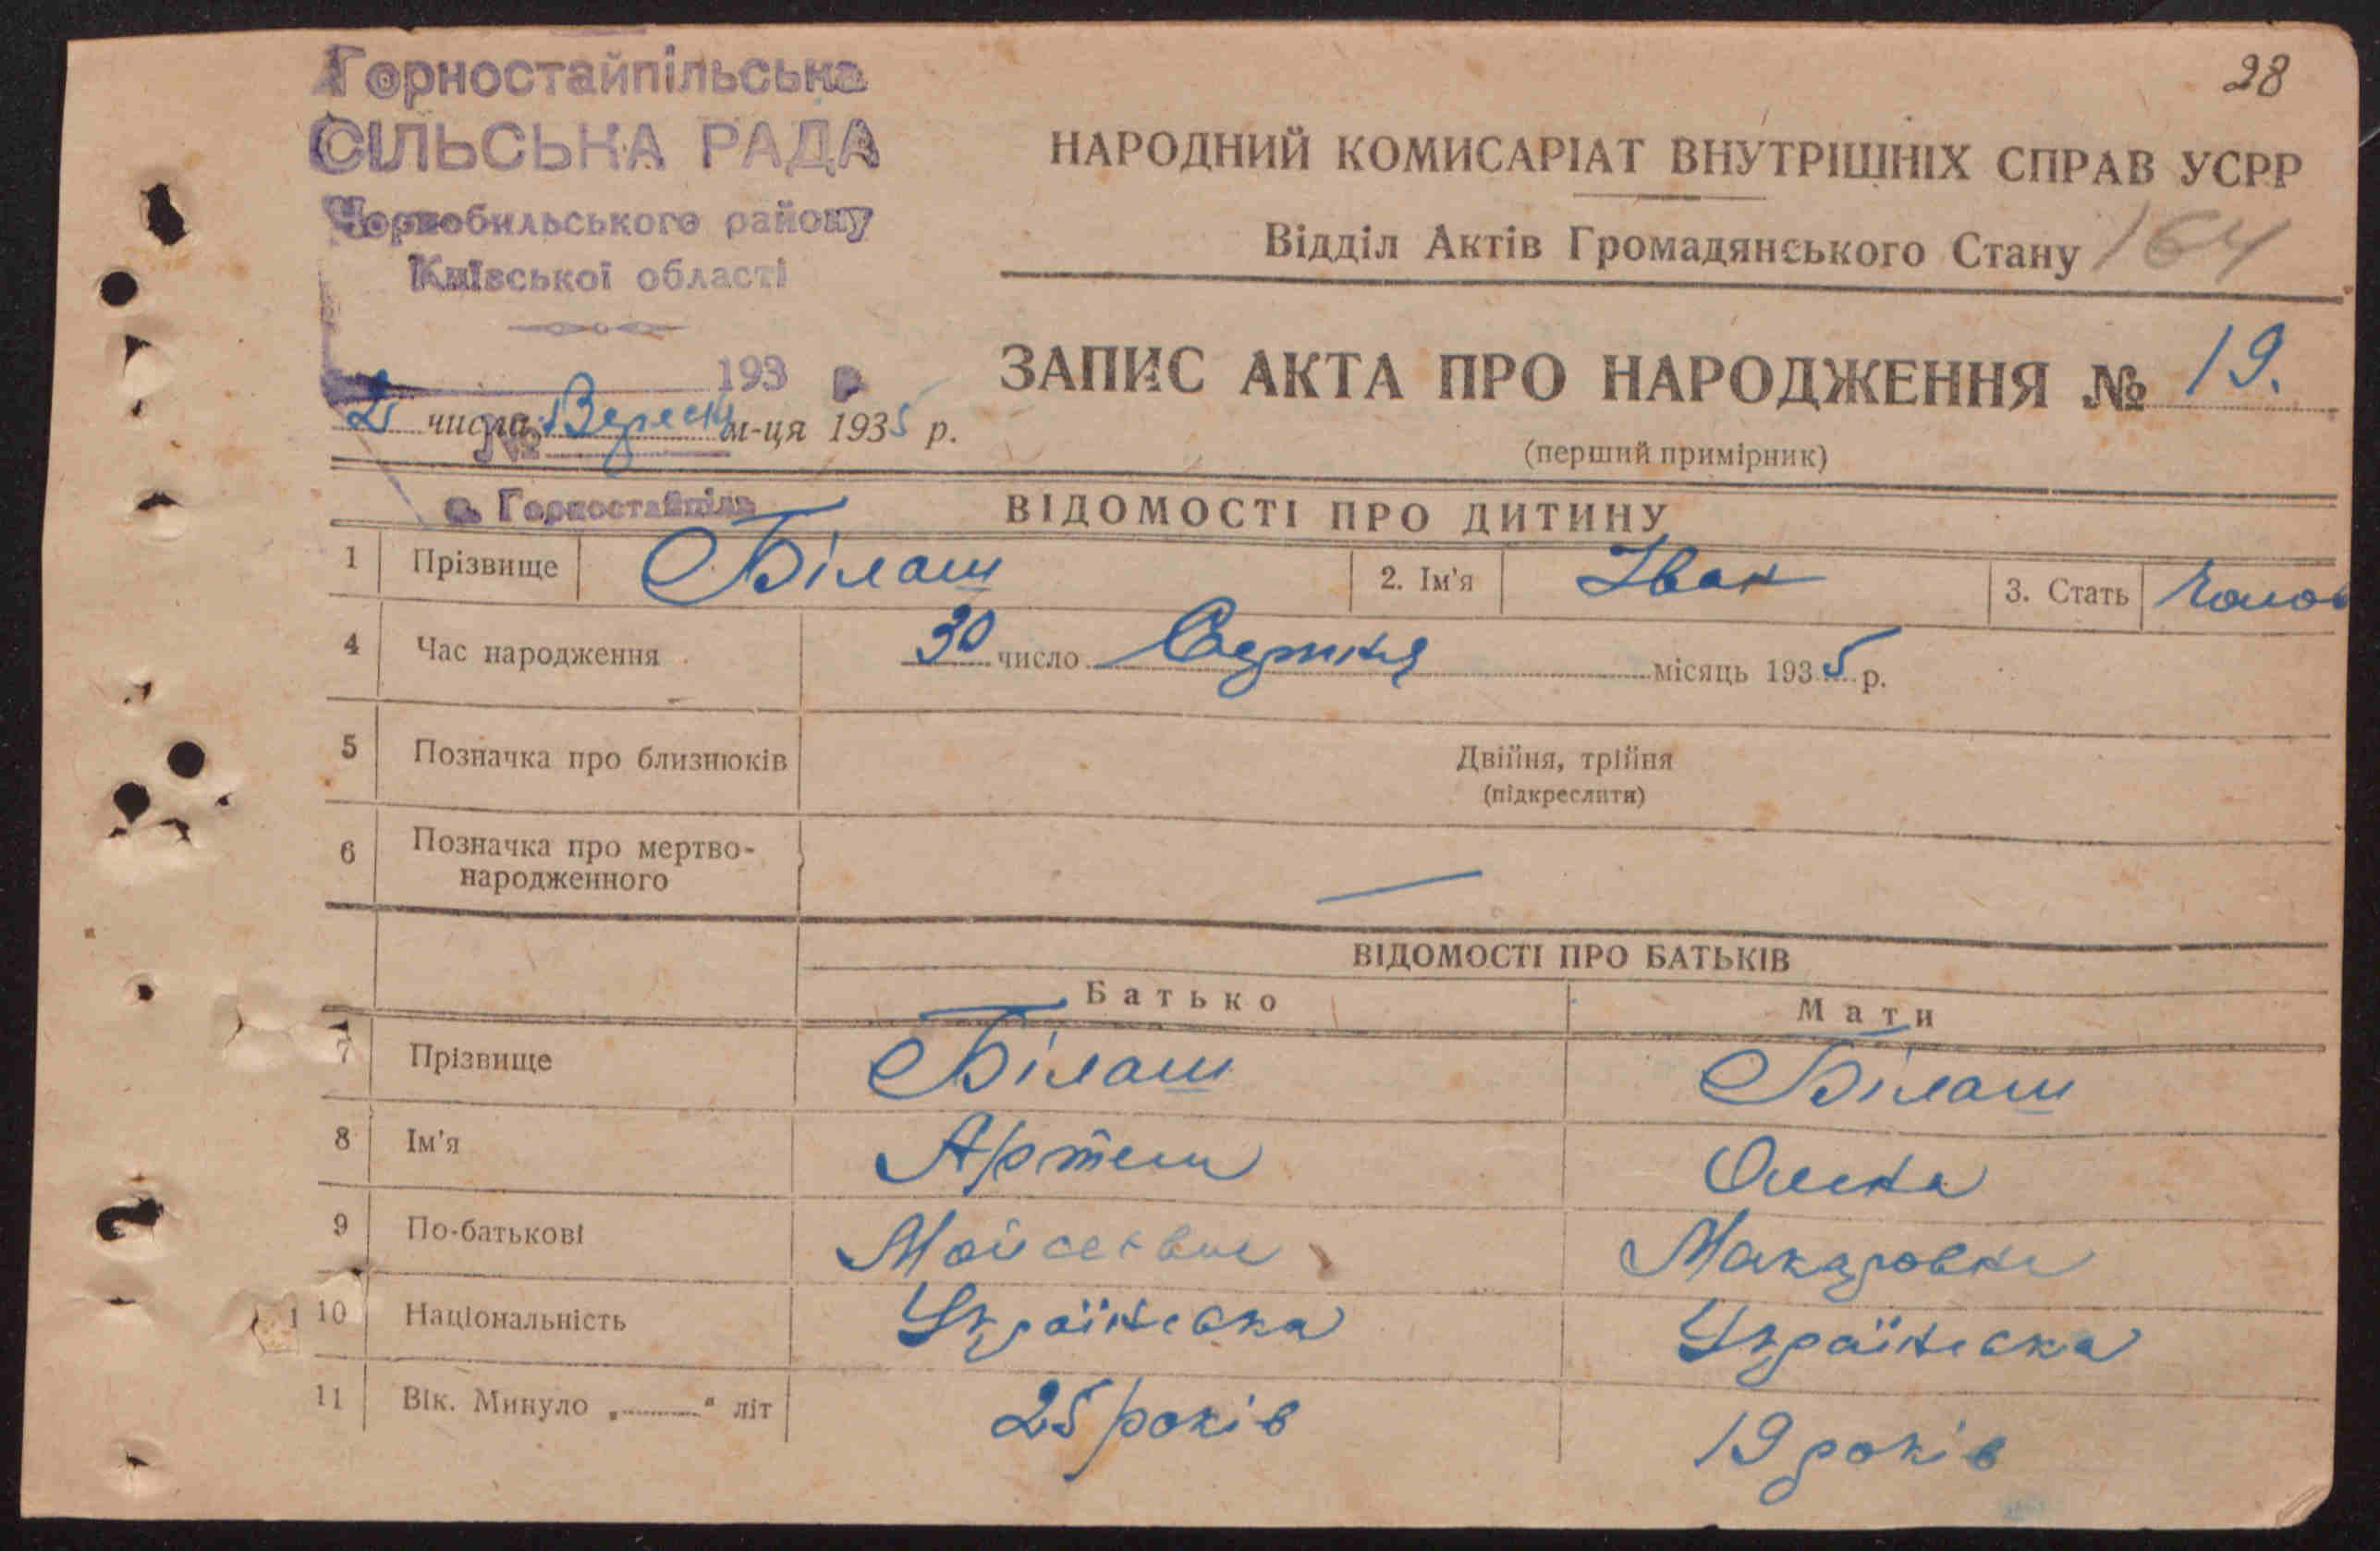 28
Горностайпільська
СІЛЬСЬКА РАДА
Чорнобильського району
Київської області
193 р
№
с. Горностайпіль
НАРОДНИЙ КОМИСАРІАТ ВНУТРІШНІХ СПРАВ УСРР
Відділ Актів Громадянського Стану 164
ЗАПИС АКТА ПРО НАРОДЖЕННЯ № 19.
(перший примірник)
2 числа Вересня м-ця 1935 р.
ВІДОМОСТІ ПРО ДИТИНУ
1 Прізвище Білаш 2. Ім'я Іван 3. Стать Чолов
4 Час народження 30 число Серпня місяць 1935 р.
5 Позначка про близнюків Двійня, трійня
(підкреслити)
6 Позначка про мертво-
народженного —
ВІДОМОСТІ ПРО БАТЬКІВ
Батько Мати
7 Прізвище Білаш Білаш
8 Ім'я Артем Олена
9 По-батькові Макаровна
10 Національність Українська Українська
11 Вік. Минуло „ “ літ 25 років 19 років